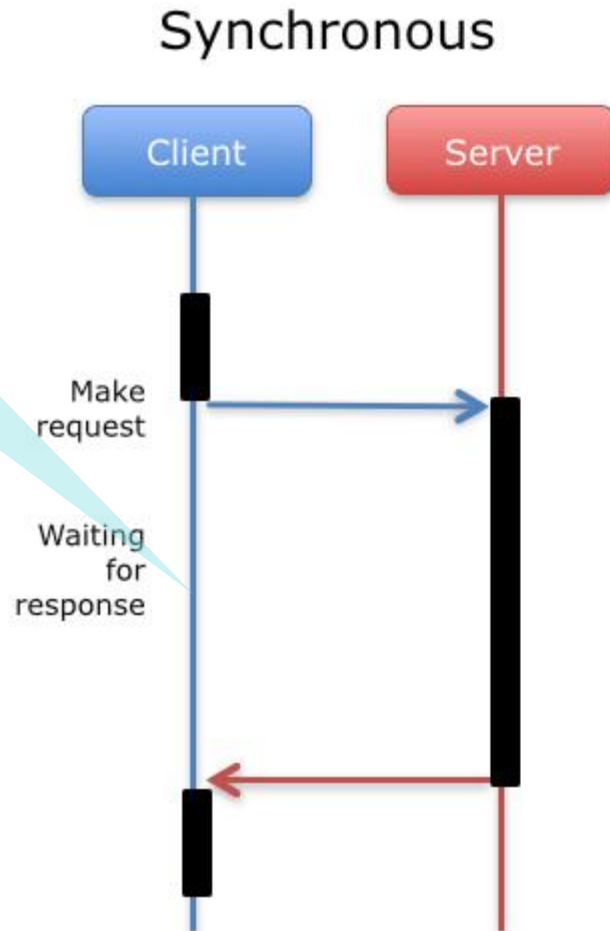 Synchronous
Client
Server
Make
request
Waiting
for
response